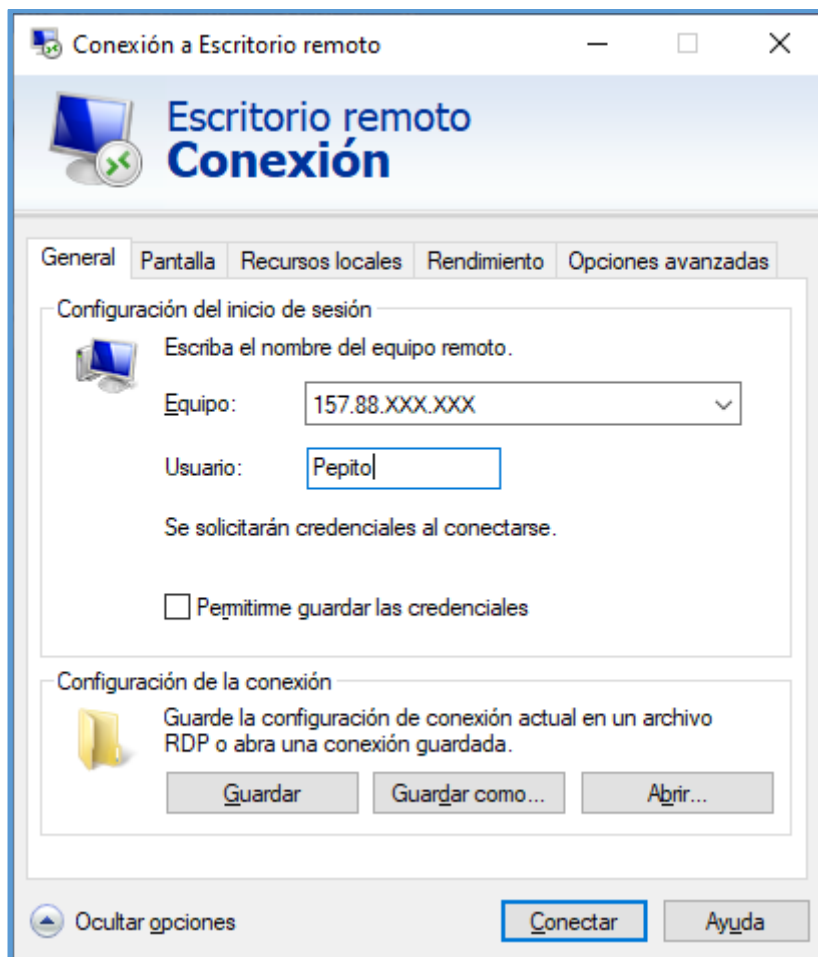 Conexión a Escritorio remoto
Escritorio remoto
Conexión
General Pantalla Recursos locales Rendimiento Opciones avanzadas
Configuración del inicio de sesión
Escriba el nombre del equipo remoto.
Equipo: 157.88.XXX.XXX
Usuario: Pepito
Se solicitarán credenciales al conectarse.
Permitirme guardar las credenciales
Configuración de la conexión
Guarde la configuración de conexión actual en un archivo
RDP o abra una conexión guardada.
Guardar Guardar como... Abrir...
Ocultar opciones Conectar Ayuda